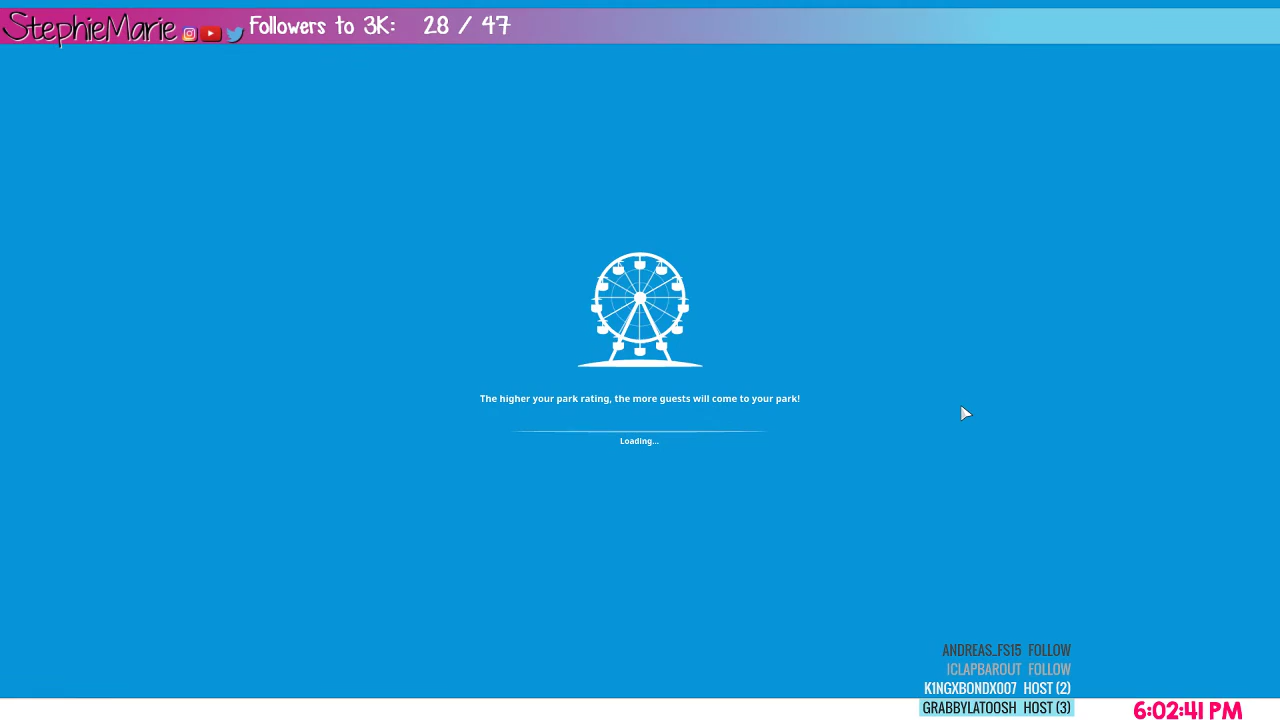 StephieMarie Followers to 3K: 28 / 47
The higher your park rating, the more guests will come to your park!
Loading...
ANDREAS_FS15 FOLLOW
ICLAPBAROUT FOLLOW
K1NGXBONDX007 HOST (2)
GRABBYLATOOSH HOST (3)
6:02:41 PM